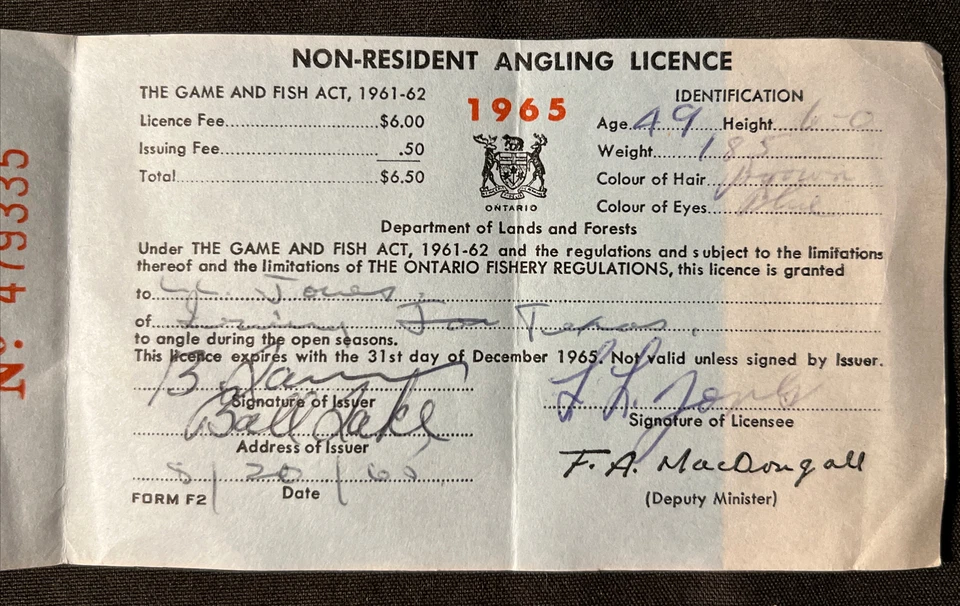 NON-RESIDENT ANGLING LICENCE
THE GAME AND FISH ACT, 1961-62
Licence Fee..............................$6.00
Issuing Fee.............................. .50
Total..............................$6.50
1965
ONTARIO
IDENTIFICATION
Age 49 Height 6-0
Weight 185
Colour of Hair brown
Colour of Eyes blue
Department of Lands and Forests
Under THE GAME AND FISH ACT, 1961-62 and the regulations and subject to the limitations
thereof and the limitations of THE ONTARIO FISHERY REGULATIONS, this licence is granted
to Jones
of Texas
to angle during the open seasons.
This licence expires with the 31st day of December 1965. Not valid unless signed by Issuer.
Signature of Issuer
Ball Lake
Address of Issuer
8/20/
Date
FORM F2
L L Jones
Signature of Licensee
F. A. MacDougall
(Deputy Minister)
No. 479335